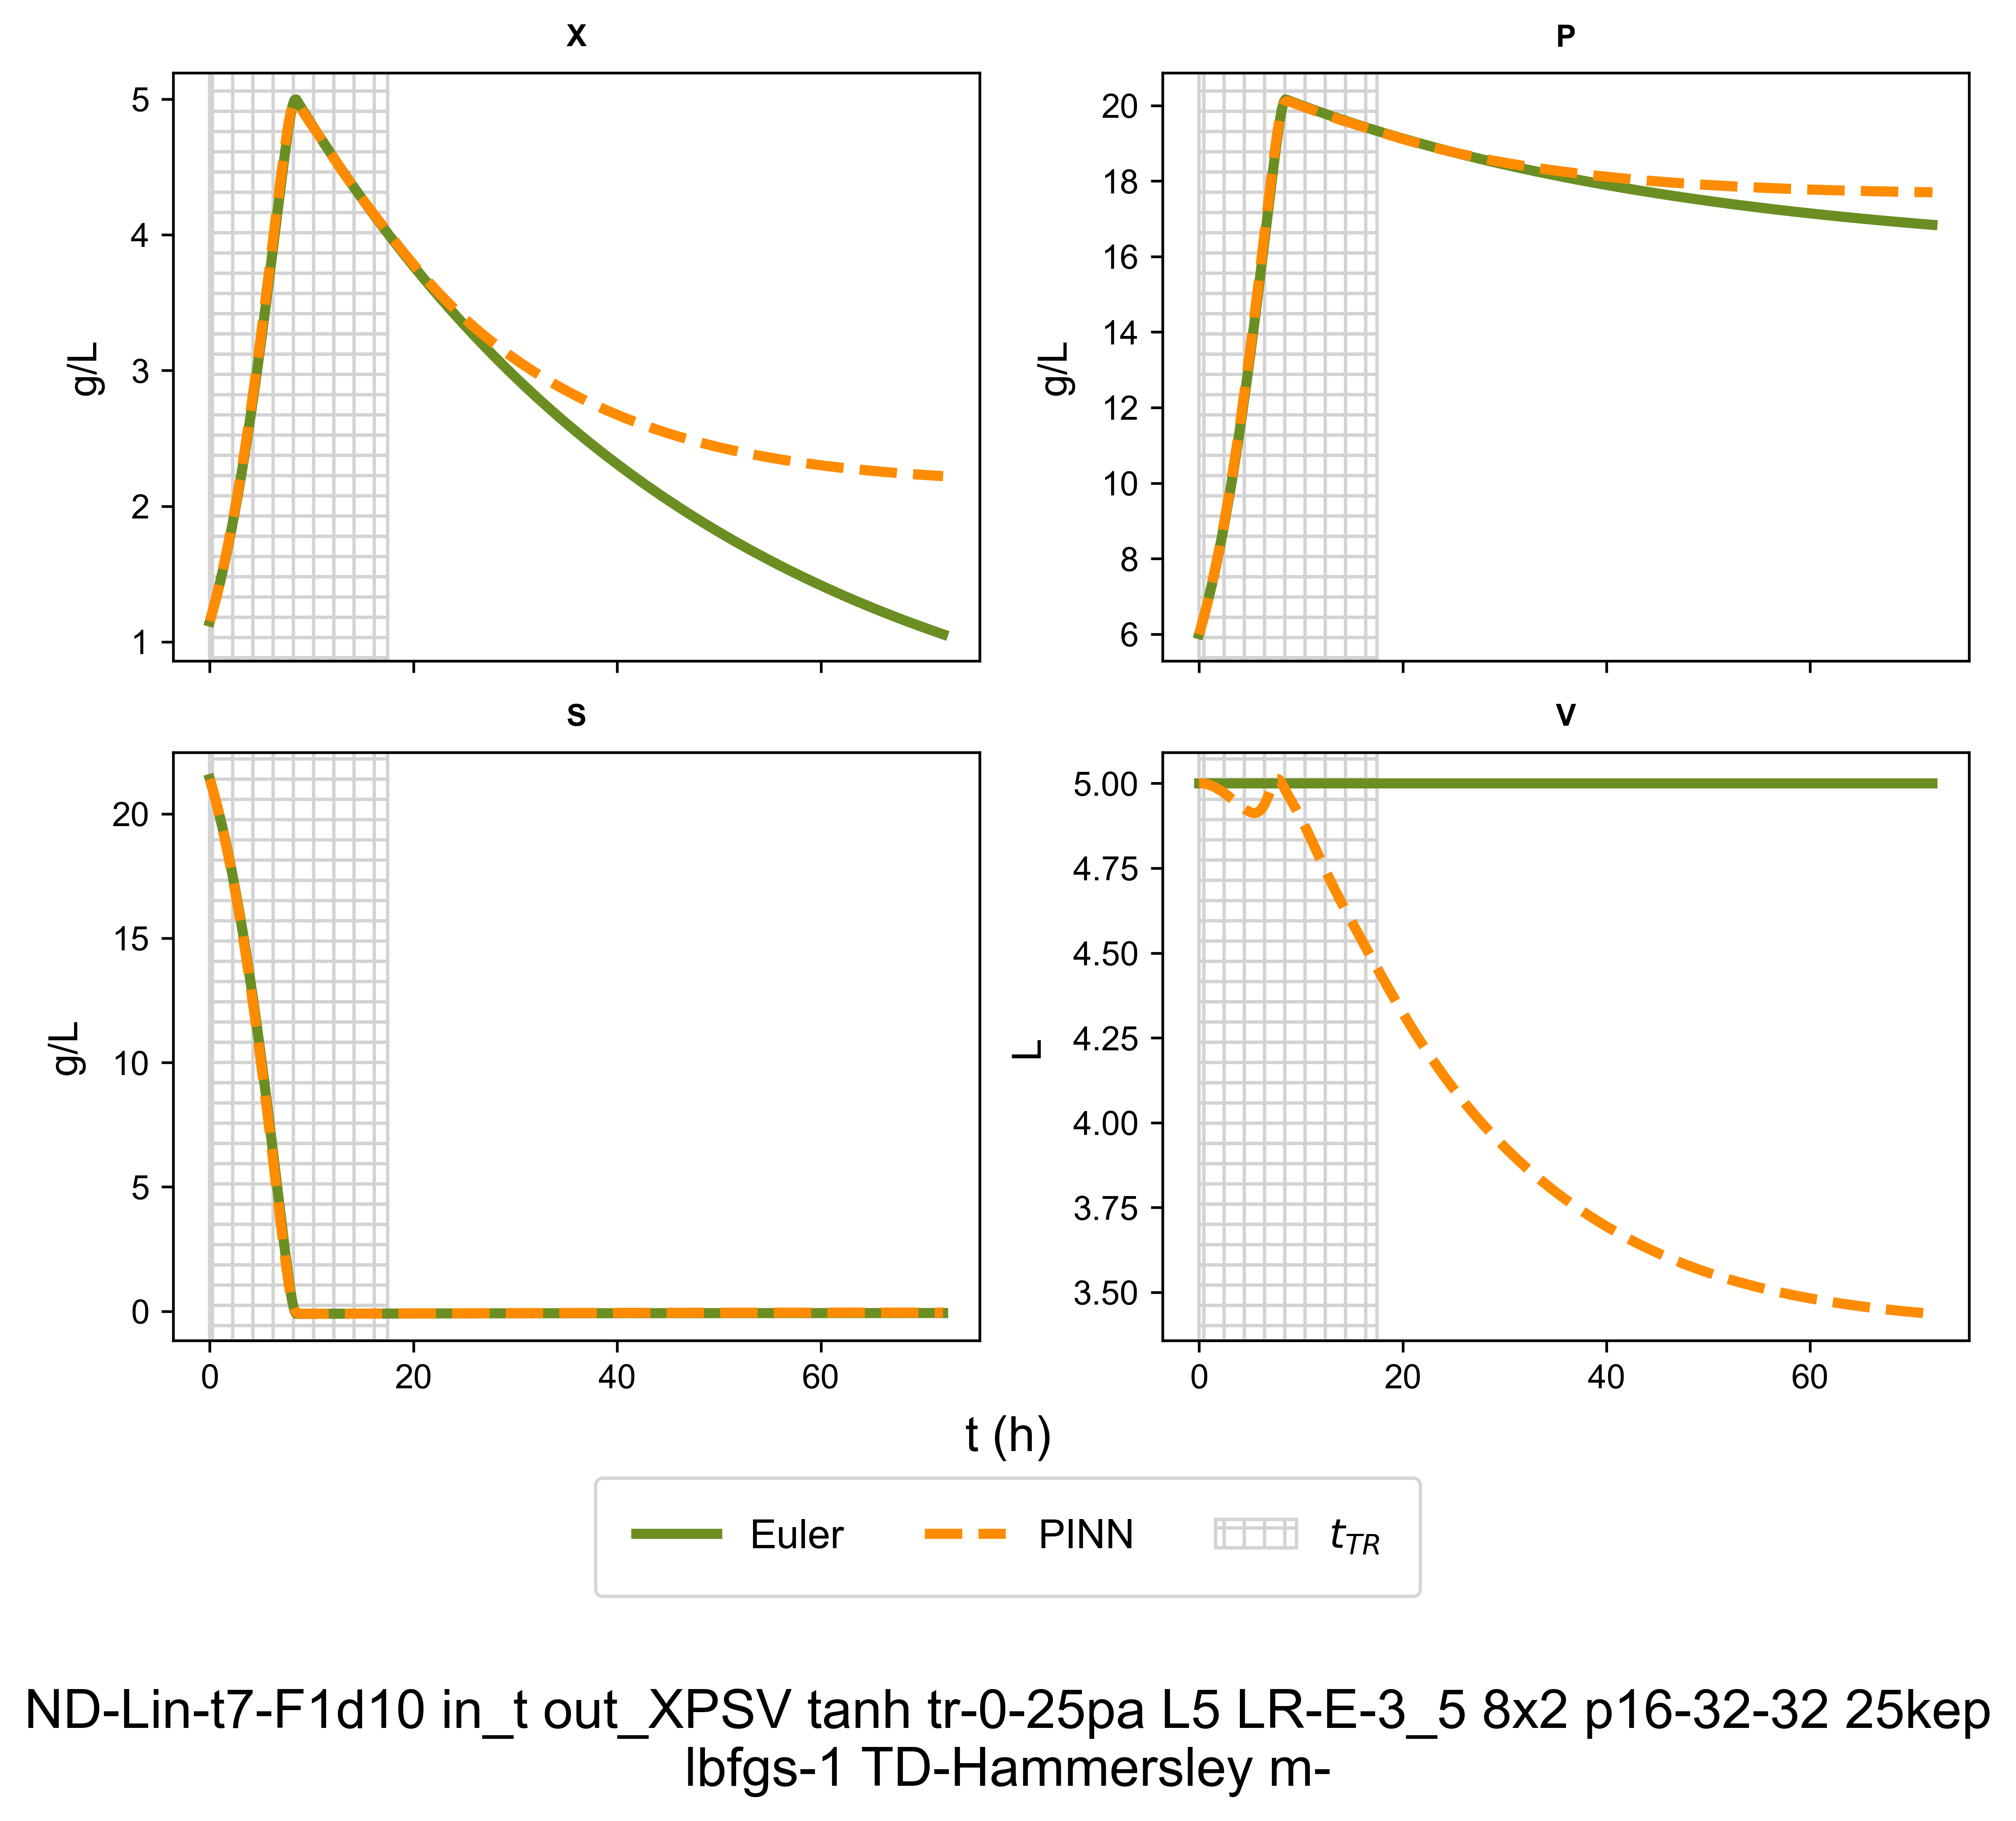 X
5
4
3
2
1
g/L
P
20
18
16
14
12
10
8
6
g/L
S
20
15
10
5
0
g/L
0
20
40
60
V
5.00
4.75
4.50
4.25
4.00
3.75
3.50
L
0
20
40
60
t (h)
Euler
PINN
t_{TR}
ND-Lin-t7-F1d10 in_t out_XPSV tanh tr-0-25pa L5 LR-E-3_5 8x2 p16-32-32 25kep
lbfgs-1 TD-Hammersley m-